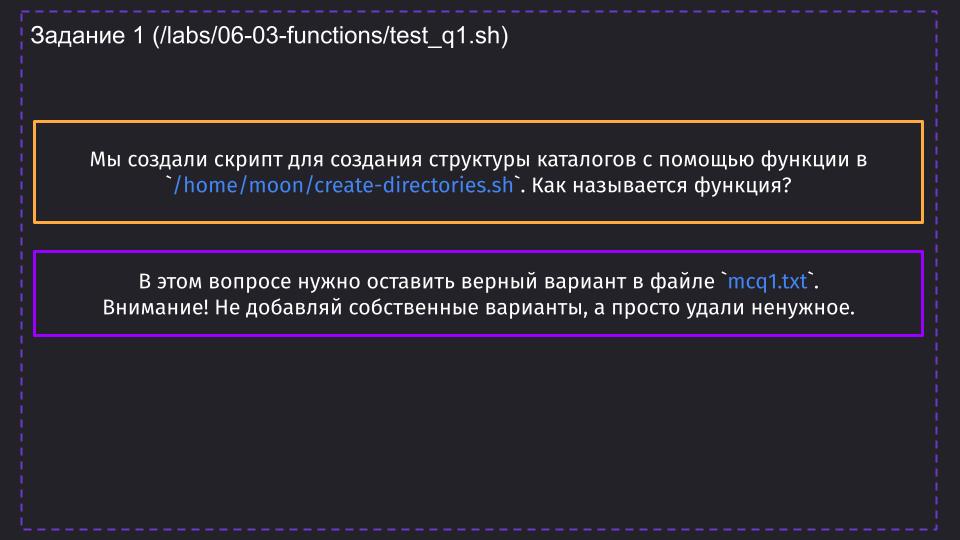 Задание 1 (/labs/06-03-functions/test_q1.sh)
Мы создали скрипт для создания структуры каталогов с помощью функции в
`/home/moon/create-directories.sh`. Как называется функция?
В этом вопросе нужно оставить верный вариант в файле `mcq1.txt`.
Внимание! Не добавляй собственные варианты, а просто удали ненужное.